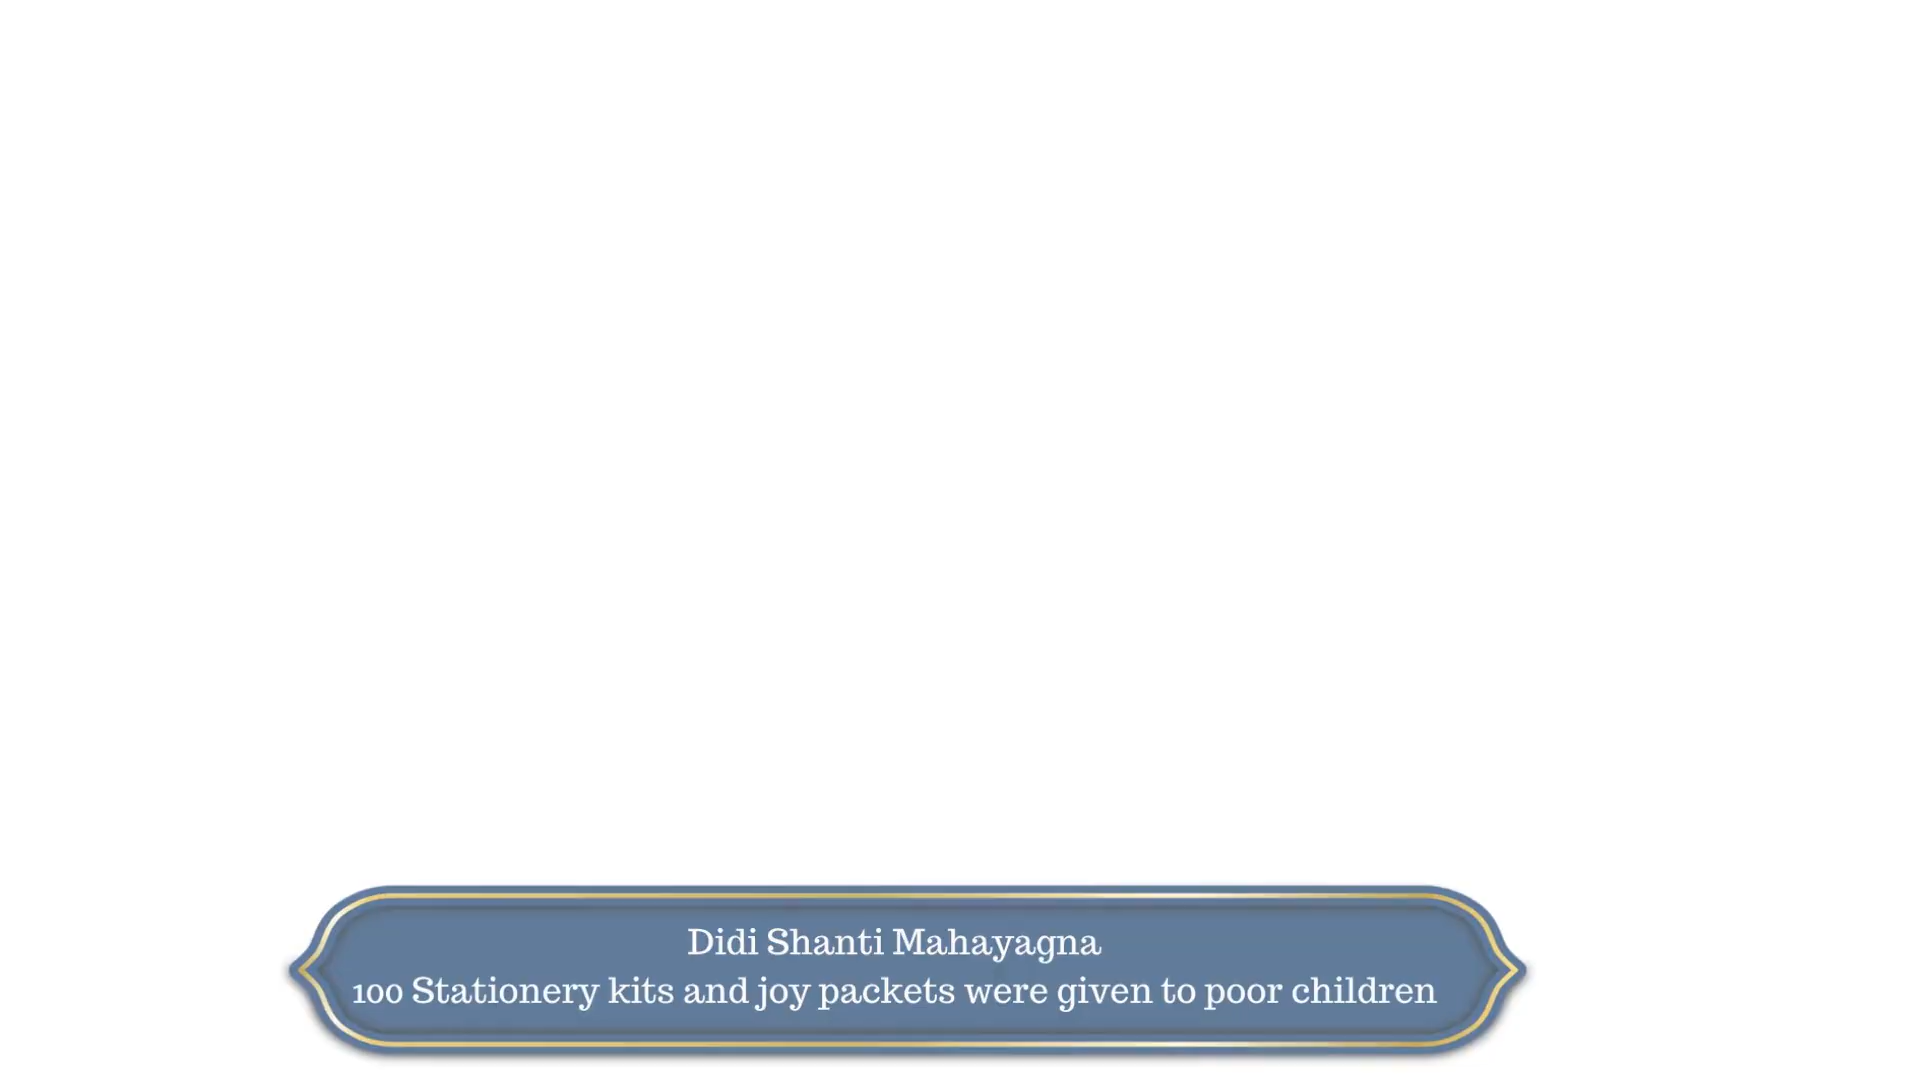 Didi Shanti Mahayagna
100 Stationery kits and joy packets were given to poor children